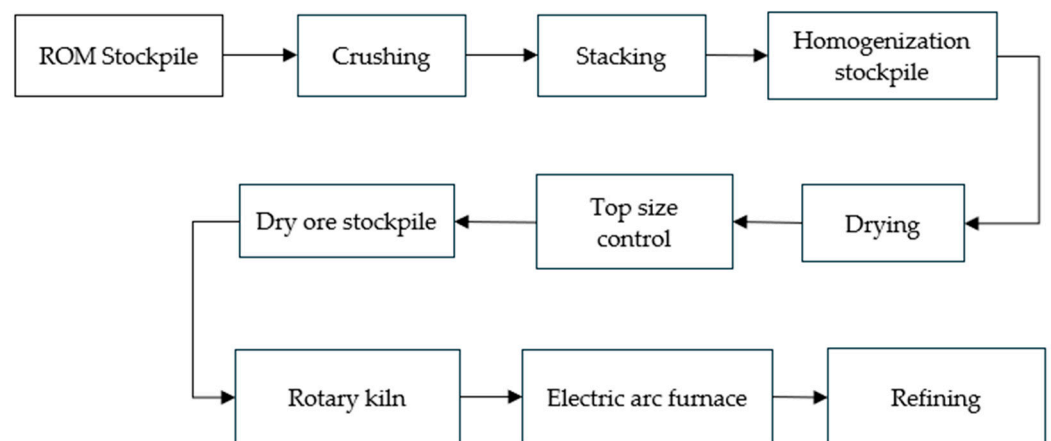 ROM Stockpile
Crushing
Stacking
Homogenization
stockpile
Drying
Top size
control
Dry ore stockpile
Rotary kiln
Electric arc furnace
Refining